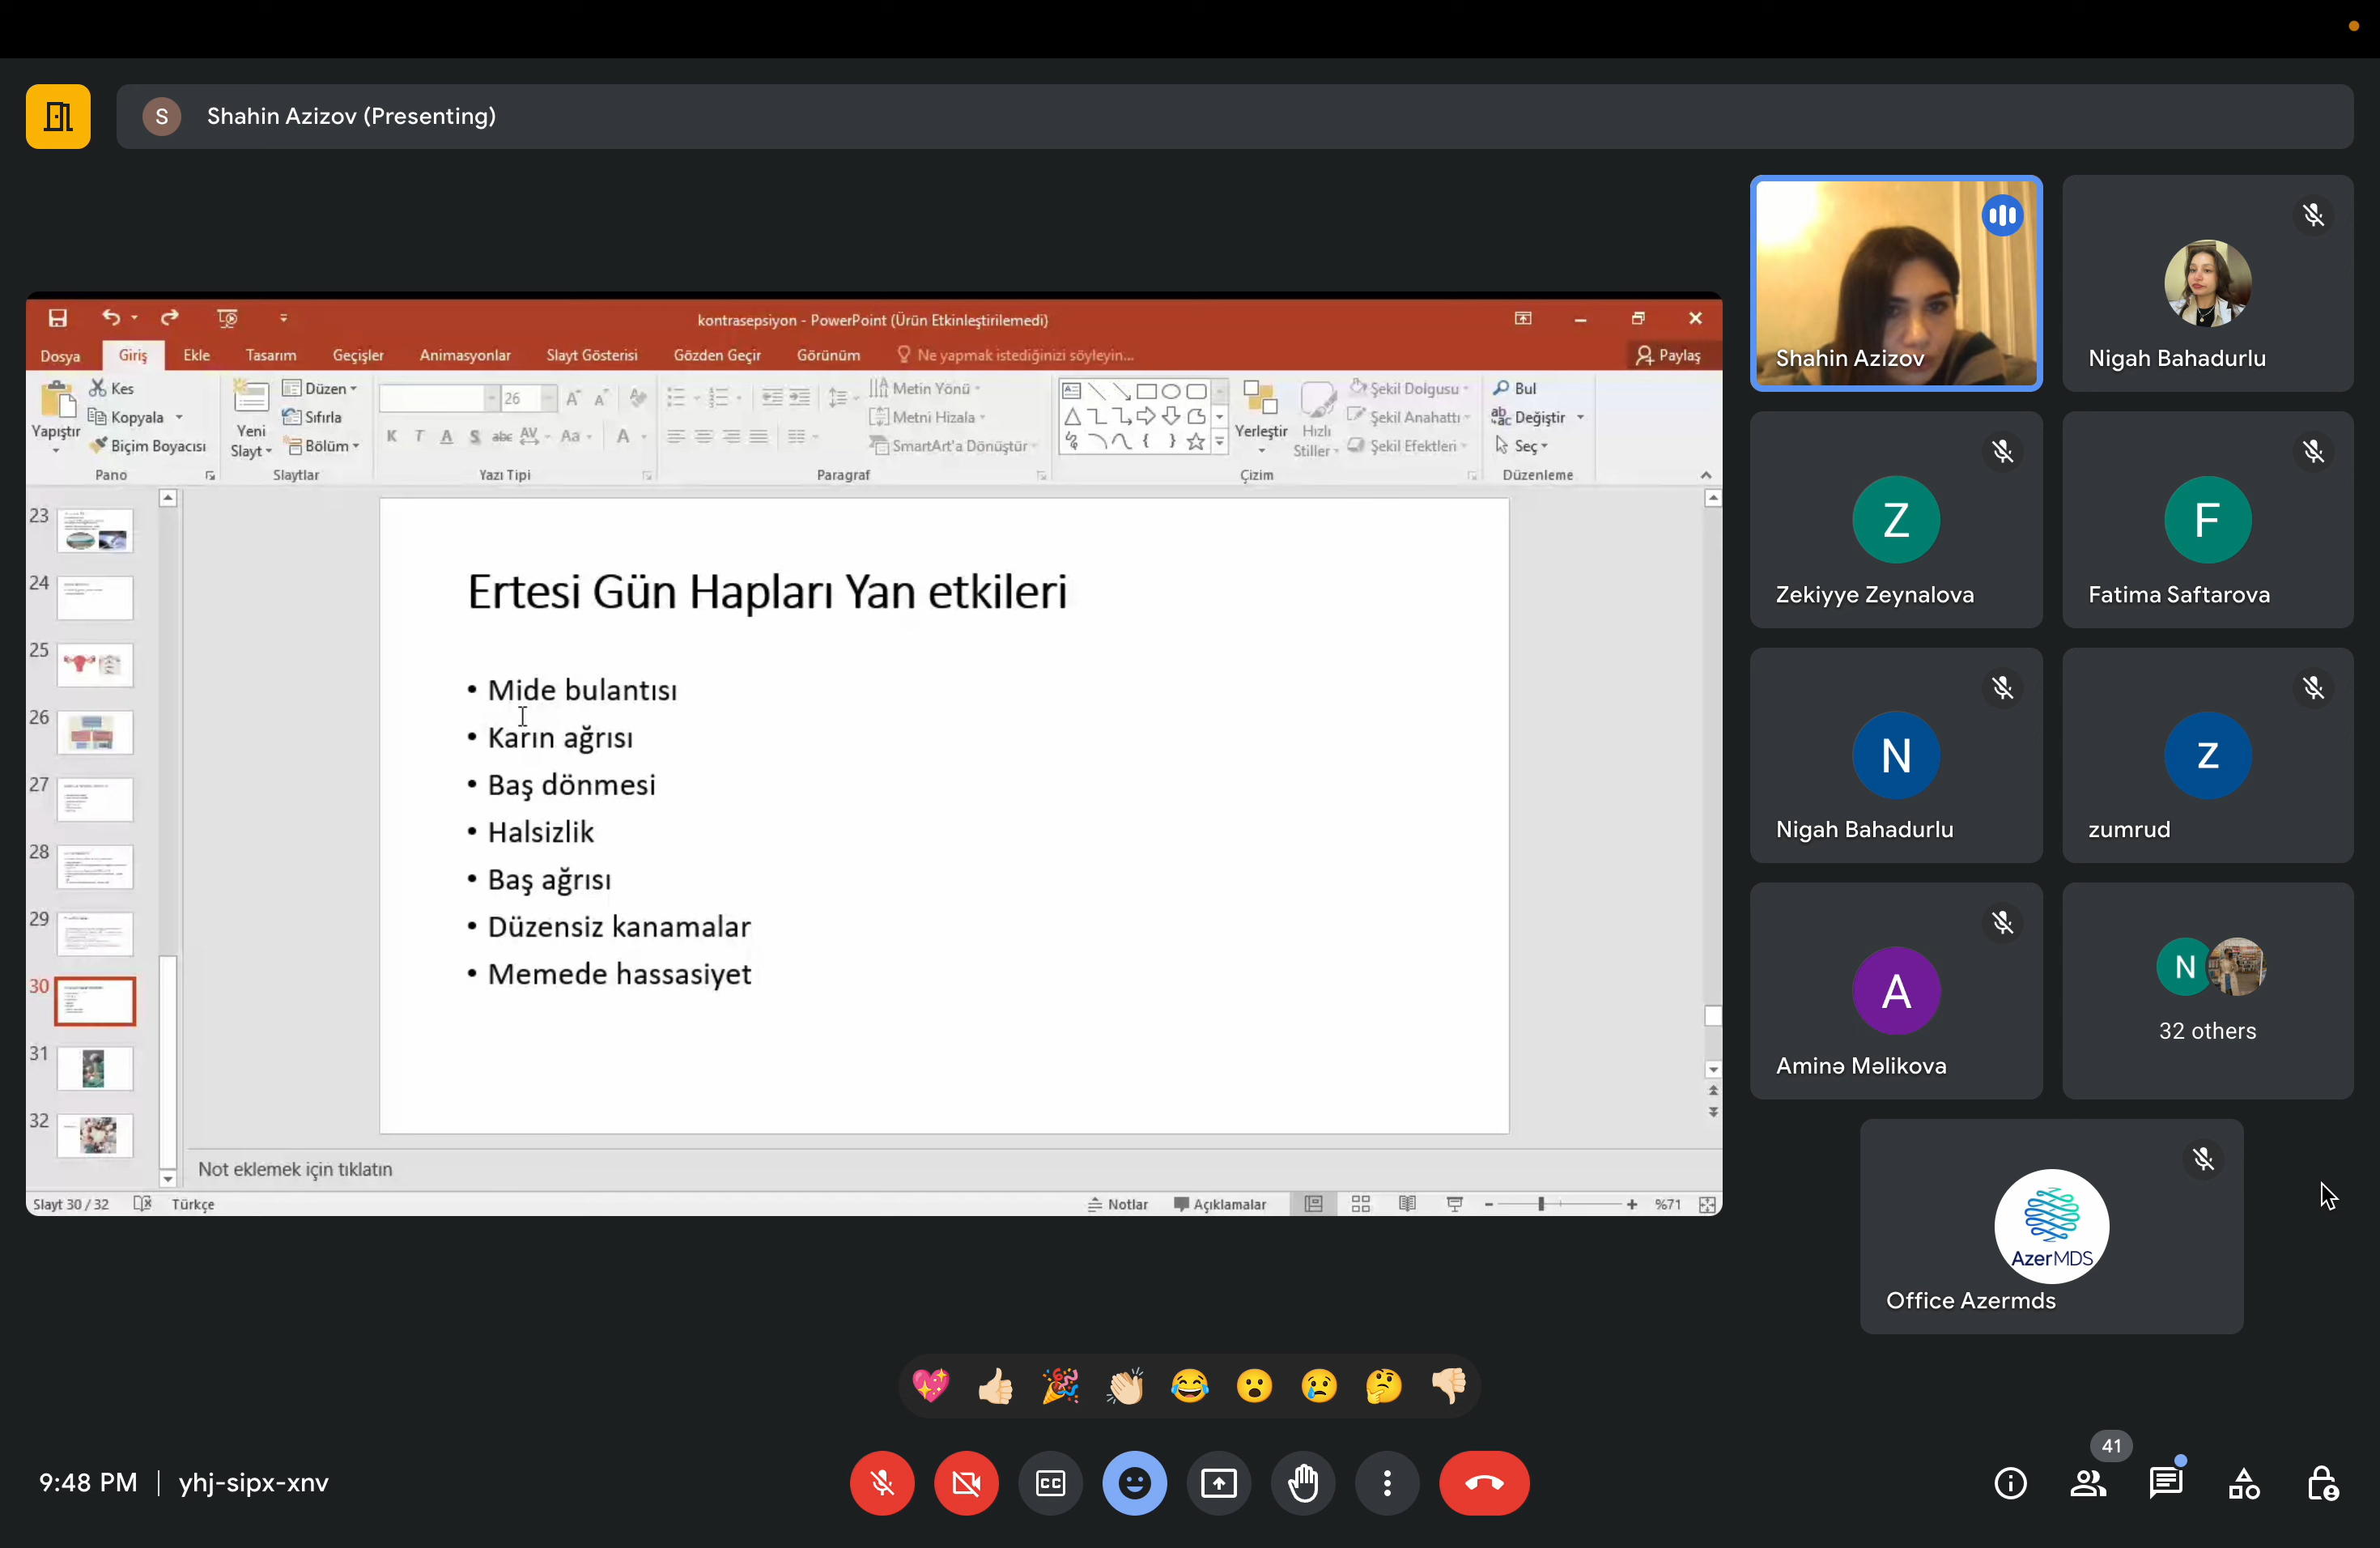 S
Shahin Azizov (Presenting)
kontrasepsiyon - PowerPoint (Ürün Etkinleştirilemedi)
Dosya Giriş Ekle Tasarım Geçişler Animasyonlar Slayt Gösterisi Gözden Geçir Görünüm Ne yapmak istediğinizi söyleyin... Paylaş
Yapıştır
Kes
Kopyala
Biçim Boyacısı
Pano
Yeni
Slayt
Düzen
Sıfırla
Bölüm
Slaytlar
26
K T A S abc AV Aa A
Yazı Tipi
Metin Yönü
Metni Hizala
SmartArt'a Dönüştür
Paragraf
Yerleştir
Hızlı
Stiller
Şekil Dolgusu
Şekil Anahattı
Şekil Efektleri
Çizim
Bul
Değiştir
Seç
Düzenleme
23
24
25
26
27
28
29
30
31
32
Ertesi Gün Hapları Yan etkileri
• Mide bulantısı
• Karın ağrısı
• Baş dönmesi
• Halsizlik
• Baş ağrısı
• Düzensiz kanamalar
• Memede hassasiyet
Not eklemek için tıklatın
Slayt 30 / 32 Türkçe Notlar Açıklamalar %71
Shahin Azizov
Nigah Bahadurlu
Z
Zekiyye Zeynalova
F
Fatima Saftarova
N
Nigah Bahadurlu
z
zumrud
A
Aminə Məlikova
N
32 others
AzerMDS
Office Azermds
9:48 PM | yhj-sipx-xnv
CC
41